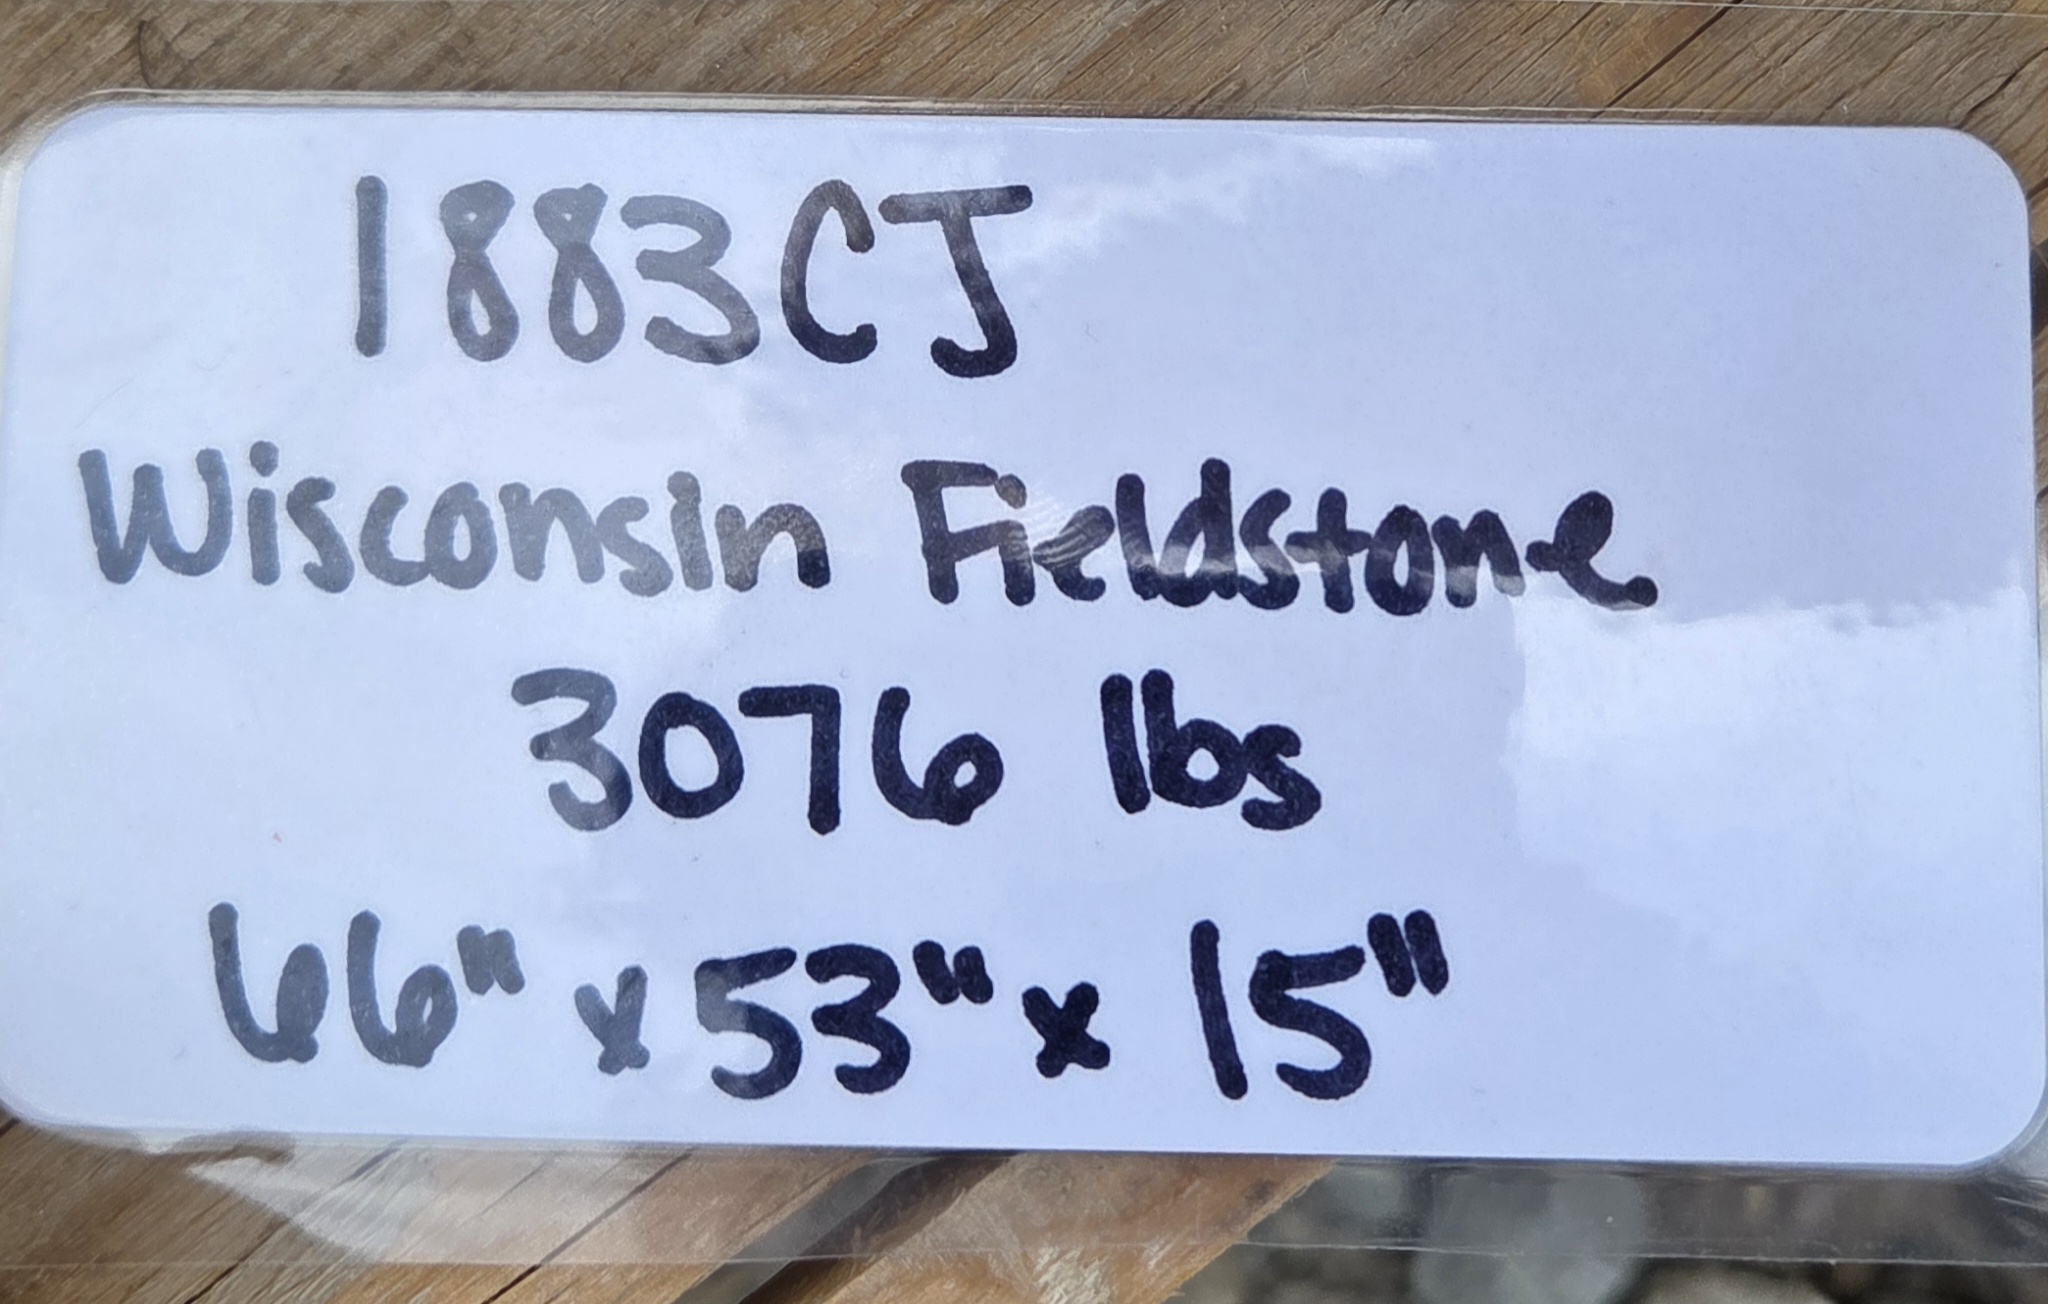 1883CJ
Wisconsin Fieldstone
3076 lbs
66" x 53" x 15"